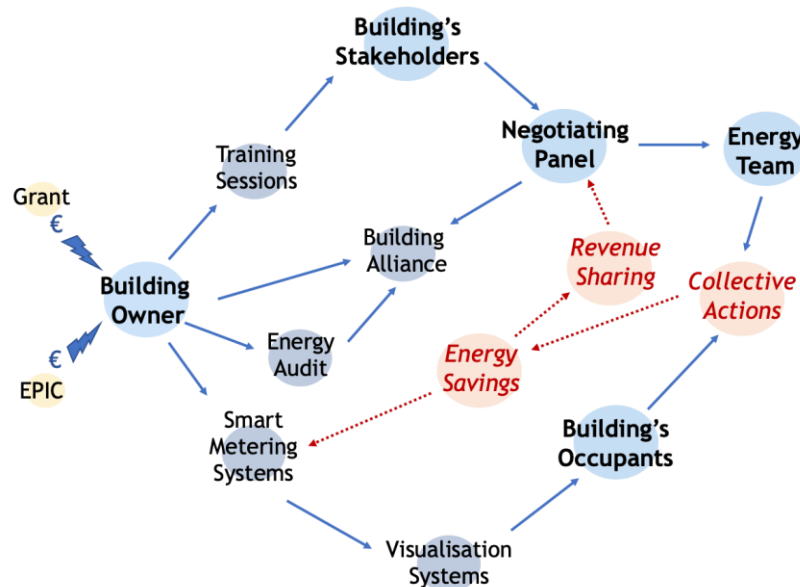 Building's
Stakeholders
Negotiating
Panel
Energy
Team
Training
Sessions
Grant
€
Building
Alliance
Revenue
Sharing
Collective
Actions
Building
Owner
Energy
Audit
Energy
Savings
€
EPIC
Smart
Metering
Systems
Building's
Occupants
Visualisation
Systems